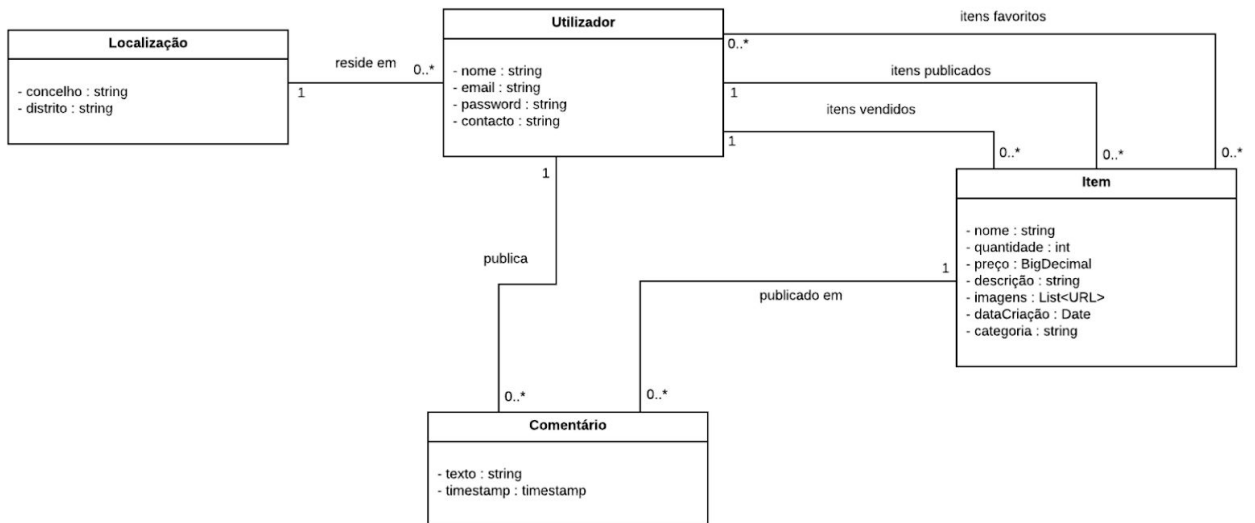 Localização
- concelho : string
- distrito : string
reside em
1
0..*
Utilizador
- nome : string
- email : string
- password : string
- contacto : string
itens favoritos
0..*
0..*
itens publicados
1
0..*
itens vendidos
1
0..*
Item
- nome : string
- quantidade : int
- preço : BigDecimal
- descrição : string
- imagens : List<URL>
- dataCriação : Date
- categoria : string
1
publica
0..*
1
publicado em
0..*
Comentário
- texto : string
- timestamp : timestamp